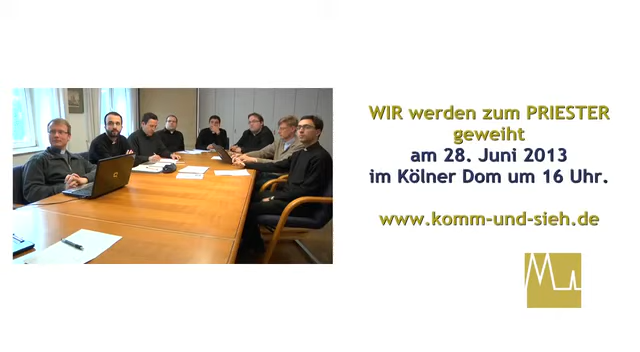 WIR werden zum PRIESTER
geweiht
am 28. Juni 2013
im Kölner Dom um 16 Uhr.
www.komm-und-sieh.de